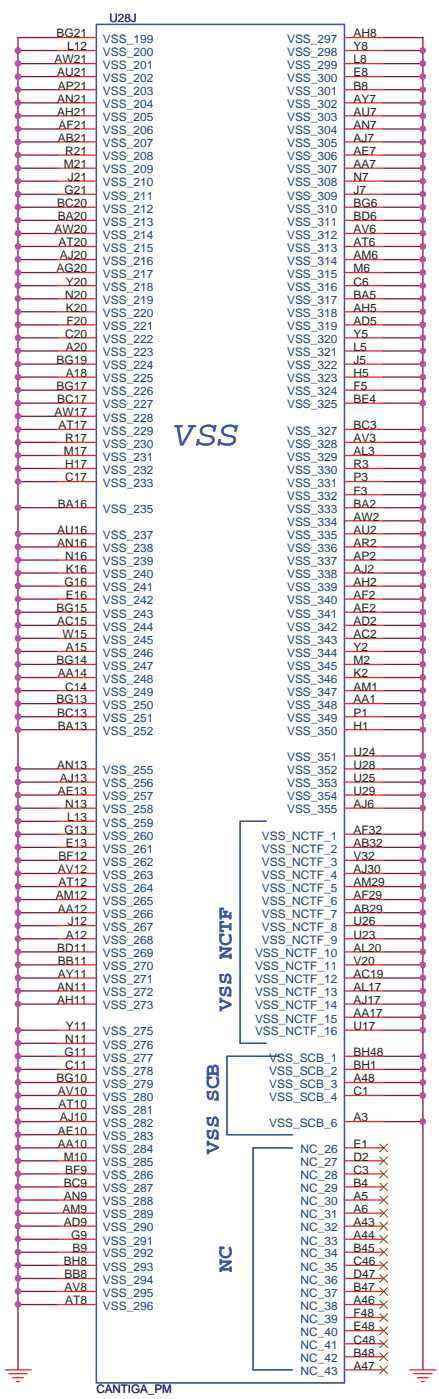 U28J
BG21 VSS_199
L12 VSS_200
AW21 VSS_201
AU21 VSS_202
AP21 VSS_203
AN21 VSS_204
AH21 VSS_205
AF21 VSS_206
AB21 VSS_207
R21 VSS_208
M21 VSS_209
J21 VSS_210
G21 VSS_211
BC20 VSS_212
BA20 VSS_213
AW20 VSS_214
AT20 VSS_215
AJ20 VSS_216
AG20 VSS_217
Y20 VSS_218
N20 VSS_219
K20 VSS_220
F20 VSS_221
C20 VSS_222
A20 VSS_223
BG19 VSS_224
A18 VSS_225
BG17 VSS_226
BC17 VSS_227
AW17 VSS_228
AT17 VSS_229
R17 VSS_230
M17 VSS_231
H17 VSS_232
C17 VSS_233
BA16 VSS_235
AU16 VSS_237
AN16 VSS_238
N16 VSS_239
K16 VSS_240
G16 VSS_241
E16 VSS_242
BG15 VSS_243
AC15 VSS_244
W15 VSS_245
A15 VSS_246
BG14 VSS_247
AA14 VSS_248
C14 VSS_249
BG13 VSS_250
BC13 VSS_251
BA13 VSS_252
AN13 VSS_255
AJ13 VSS_256
AE13 VSS_257
N13 VSS_258
L13 VSS_259
G13 VSS_260
E13 VSS_261
BF12 VSS_262
AV12 VSS_263
AT12 VSS_264
AM12 VSS_265
AA12 VSS_266
J12 VSS_267
A12 VSS_268
BD11 VSS_269
BB11 VSS_270
AY11 VSS_271
AN11 VSS_272
AH11 VSS_273
Y11 VSS_275
N11 VSS_276
G11 VSS_277
C11 VSS_278
BG10 VSS_279
AV10 VSS_280
AT10 VSS_281
AJ10 VSS_282
AE10 VSS_283
AA10 VSS_284
M10 VSS_285
BF9 VSS_286
BC9 VSS_287
AN9 VSS_288
AM9 VSS_289
AD9 VSS_290
G9 VSS_291
B9 VSS_292
BH8 VSS_293
BB8 VSS_294
AV8 VSS_295
AT8 VSS_296
VSS
VSS_297 AH8
VSS_298 Y8
VSS_299 L8
VSS_300 E8
VSS_301 B8
VSS_302 AY7
VSS_303 AU7
VSS_304 AN7
VSS_305 AJ7
VSS_306 AE7
VSS_307 AA7
VSS_308 N7
VSS_309 J7
VSS_310 BG6
VSS_311 BD6
VSS_312 AV6
VSS_313 AT6
VSS_314 AM6
VSS_315 M6
VSS_316 C6
VSS_317 BA5
VSS_318 AH5
VSS_319 AD5
VSS_320 Y5
VSS_321 L5
VSS_322 J5
VSS_323 H5
VSS_324 F5
VSS_325 BE4
VSS_327 BC3
VSS_328 AV3
VSS_329 AL3
VSS_330 R3
VSS_331 P3
VSS_332 F3
VSS_333 BA2
VSS_334 AW2
VSS_335 AU2
VSS_336 AR2
VSS_337 AP2
VSS_338 AJ2
VSS_339 AH2
VSS_340 AF2
VSS_341 AE2
VSS_342 AD2
VSS_343 AC2
VSS_344 Y2
VSS_345 M2
VSS_346 K2
VSS_347 AM1
VSS_348 AA1
VSS_349 P1
VSS_350 H1
VSS_351 U24
VSS_352 U28
VSS_353 U25
VSS_354 U29
VSS_355 AJ6
VSS NCTF
VSS_NCTF_1 AF32
VSS_NCTF_2 AB32
VSS_NCTF_3 V32
VSS_NCTF_4 AJ30
VSS_NCTF_5 AM29
VSS_NCTF_6 AF29
VSS_NCTF_7 AB29
VSS_NCTF_8 U26
VSS_NCTF_9 U23
VSS_NCTF_10 AL20
VSS_NCTF_11 V20
VSS_NCTF_12 AC19
VSS_NCTF_13 AL17
VSS_NCTF_14 AJ17
VSS_NCTF_15 AA17
VSS_NCTF_16 U17
VSS SCB
VSS_SCB_1 BH48
VSS_SCB_2 BH1
VSS_SCB_3 A48
VSS_SCB_4 C1
VSS_SCB_6 A3
NC
NC_26 E1
NC_27 D2
NC_28 C3
NC_29 B4
NC_30 A5
NC_31 A6
NC_32 A43
NC_33 A44
NC_34 B45
NC_35 C46
NC_36 D47
NC_37 B47
NC_38 A46
NC_39 F48
NC_40 E48
NC_41 C48
NC_42 B48
NC_43 A47
CANTIGA_PM